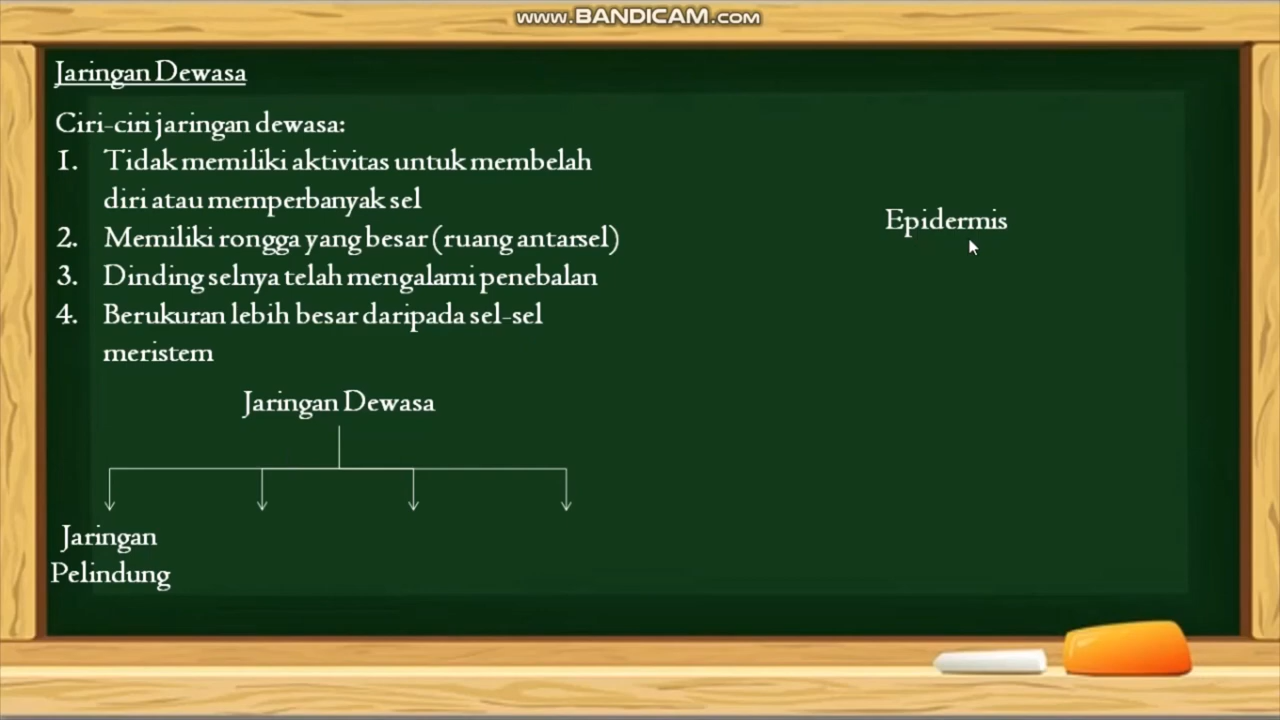 www.BANDICAM.com
Jaringan Dewasa
Ciri-ciri jaringan dewasa:
1. Tidak memiliki aktivitas untuk membelah
diri atau memperbanyak sel
2. Memiliki rongga yang besar (ruang antarsel)
3. Dinding selnya telah mengalami penebalan
4. Berukuran lebih besar daripada sel-sel
meristem
Jaringan Dewasa
Jaringan
Pelindung
Epidermis